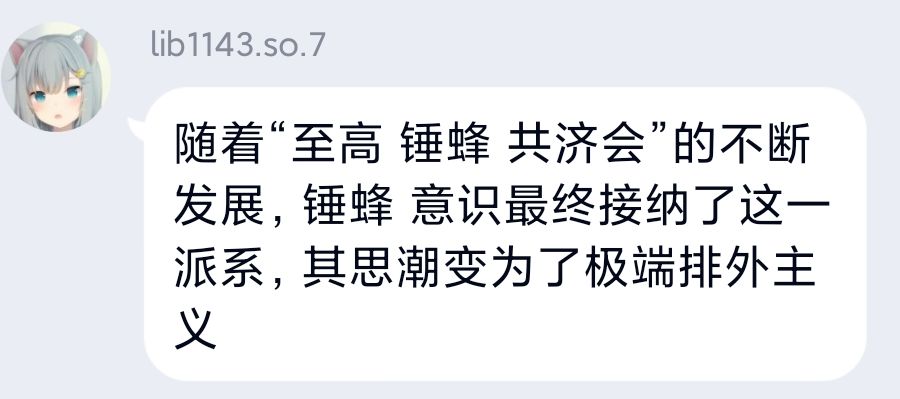 lib1143.so.7
随着“至高 锤蜂 共济会”的不断
发展，锤蜂 意识最终接纳了这一
派系，其思潮变为了极端排外主
义